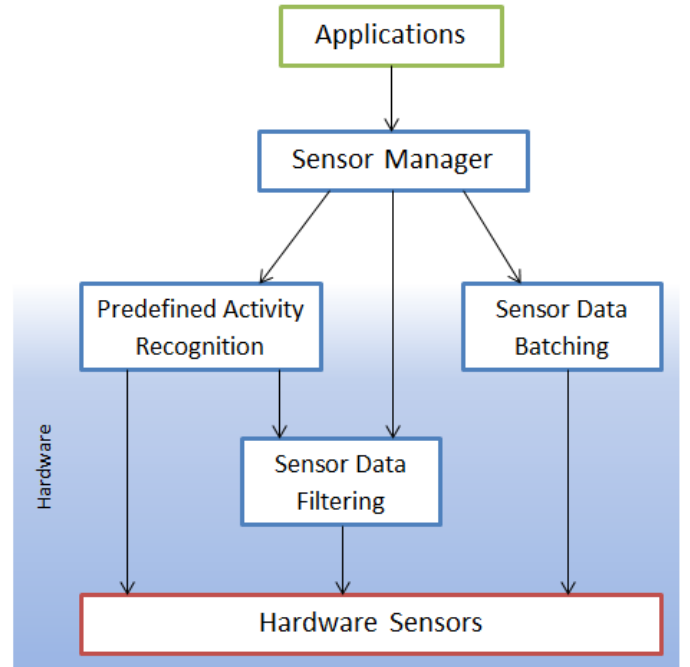 Applications
Sensor Manager
Predefined Activity
Recognition
Sensor Data
Batching
Hardware
Sensor Data
Filtering
Hardware Sensors